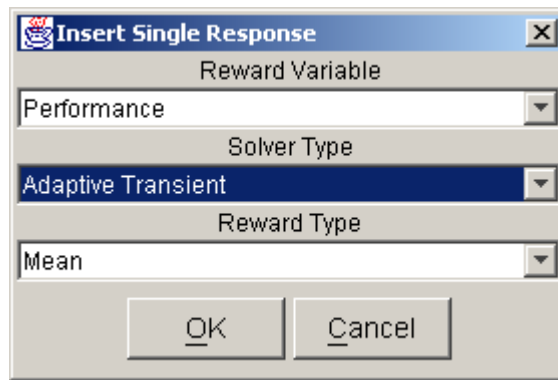 Insert Single Response
Reward Variable
Performance
Solver Type
Adaptive Transient
Reward Type
Mean
OK Cancel